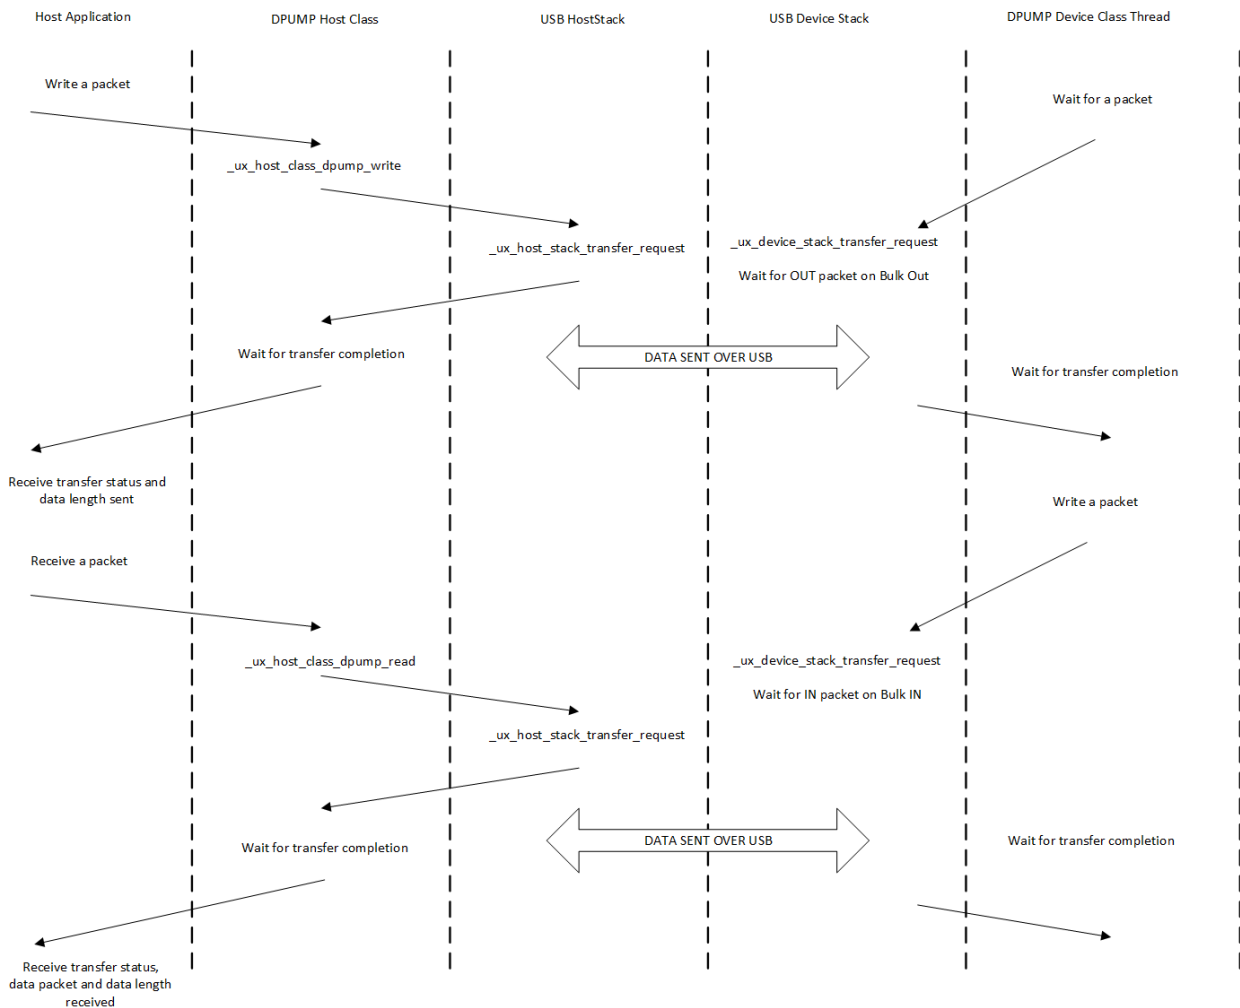 Host Application
DPUMP Host Class
USB HostStack
USB Device Stack
DPUMP Device Class Thread
Write a packet
Wait for a packet
_ux_host_class_dpump_write
_ux_host_stack_transfer_request
_ux_device_stack_transfer_request
Wait for OUT packet on Bulk Out
Wait for transfer completion
DATA SENT OVER USB
Wait for transfer completion
Receive transfer status and
data length sent
Write a packet
Receive a packet
_ux_host_class_dpump_read
_ux_device_stack_transfer_request
Wait for IN packet on Bulk IN
_ux_host_stack_transfer_request
Wait for transfer completion
DATA SENT OVER USB
Wait for transfer completion
Receive transfer status,
data packet and data length
received